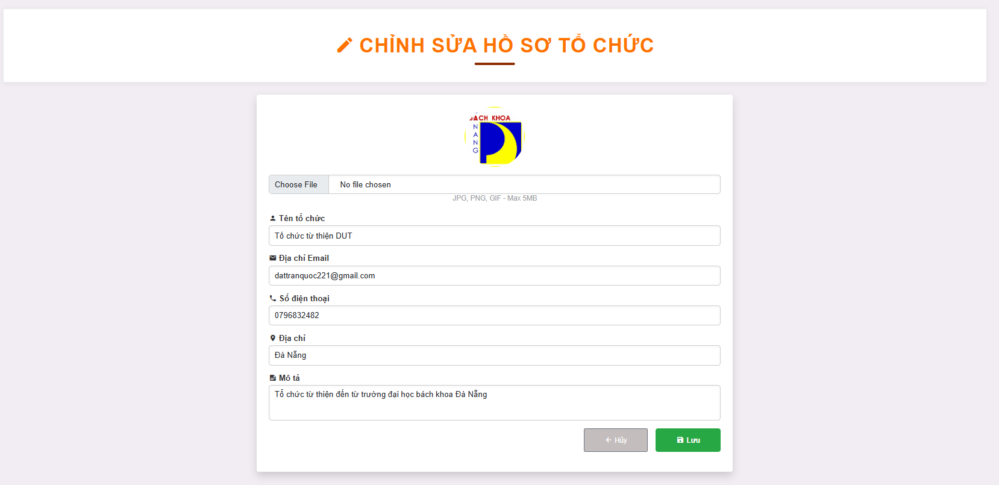 CHỈNH SỬA HỒ SƠ TỔ CHỨC
BÁCH KHOA
NANG
Choose File No file chosen
JPG, PNG, GIF - Max 5MB
Tên tổ chức
Tổ chức từ thiện DUT
Địa chỉ Email
dattranquoc221@gmail.com
Số điện thoại
0796832482
Địa chỉ
Đà Nẵng
Mô tả
Tổ chức từ thiện đến từ trường đại học bách khoa Đà Nẵng
Hủy Lưu